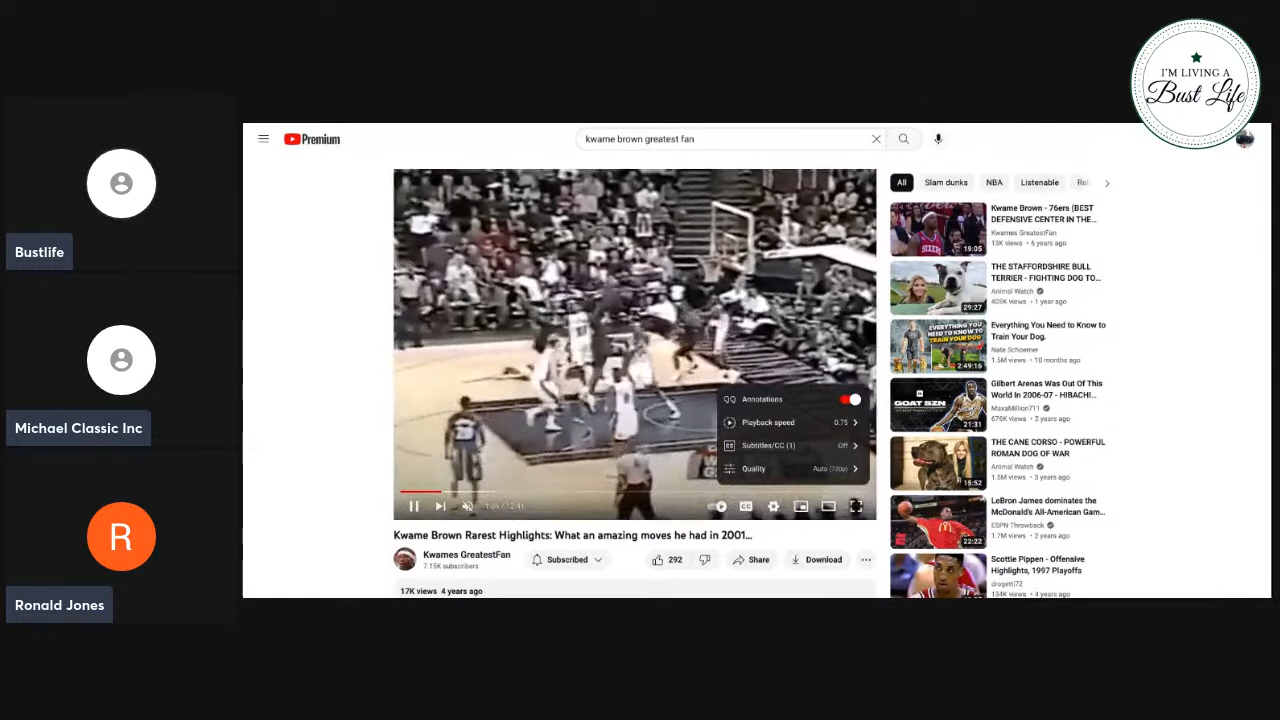 I'M LIVING A
Bust Life
Bustlife
Michael Classic Inc
R
Ronald Jones
Premium
kwame brown greatest fan
Annotations
Playback speed 0.75
Subtitles/CC (1) Off
Quality Auto (720p)
Kwame Brown Rarest Highlights: What an amazing moves he had in 2001...
Kwames GreatestFan
7.15K subscribers
Subscribed
292
Share
Download
17K views 4 years ago
All
Slam dunks
NBA
Listenable
Kwame Brown - 76ers (BEST
DEFENSIVE CENTER IN THE...
Kwames GreatestFan
13K views • 6 years ago
19:05
THE STAFFORDSHIRE BULL
TERRIER - FIGHTING DOG TO...
Animal Watch
405K views • 1 year ago
29:27
Everything You Need to Know to
Train Your Dog.
Nate Schoemer
1.5M views • 10 months ago
EVERYTHING YOU
NEED TO KNOW TO
TRAIN YOUR DOG
2:49:16
Gilbert Arenas Was Out Of This
World In 2006-07 - HIBACHI...
MaxaMillion711
676K views • 2 years ago
GOAT SZN
21:31
THE CANE CORSO - POWERFUL
ROMAN DOG OF WAR
Animal Watch
1.6M views • 3 years ago
15:52
LeBron James dominates the
McDonald's All-American Gam...
ESPN Throwback
1.7M views • 2 years ago
22:22
Scottie Pippen - Offensive
Highlights, 1997 Playoffs
drogeti72
134K views • 4 years ago